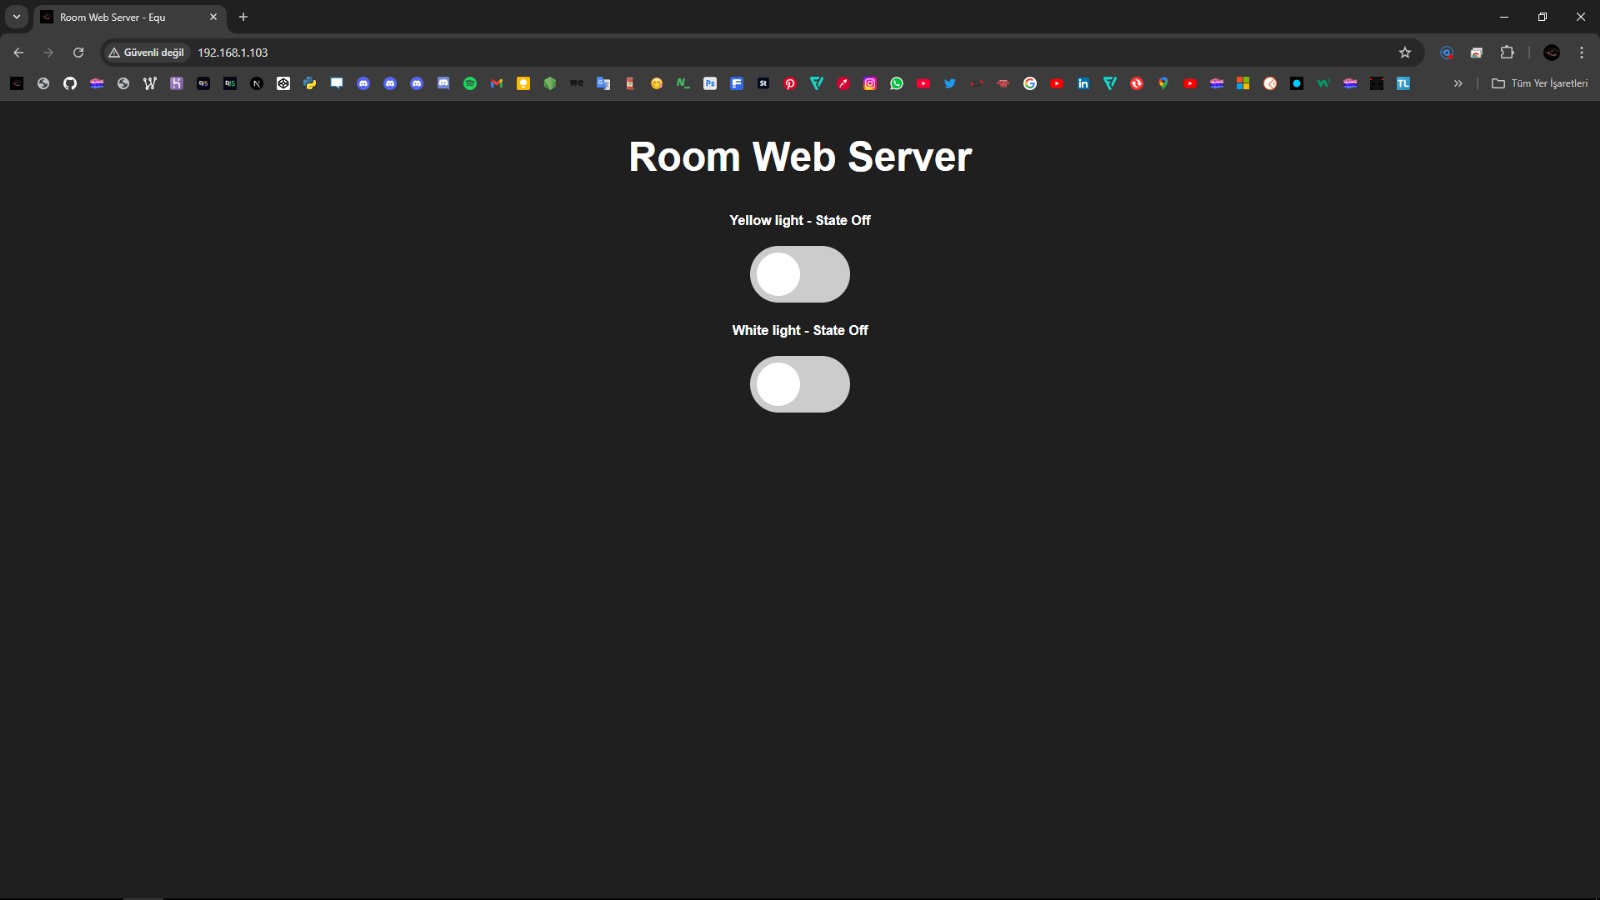 Room Web Server - Equ
Güvenli değil 192.168.1.103
Tüm Yer İşaretleri
Room Web Server
Yellow light - State Off
White light - State Off